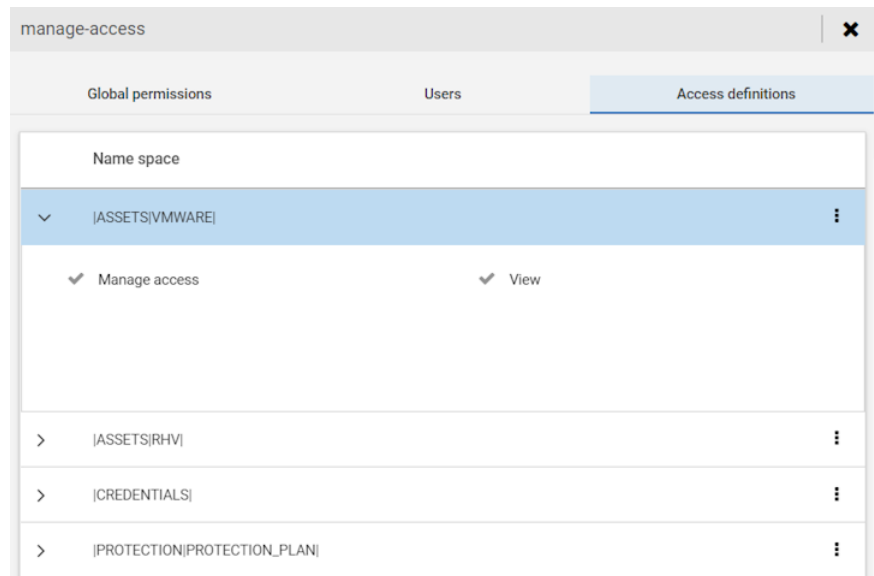 manage-access
Global permissions Users Access definitions
Name space
|ASSETS|VMWARE|
Manage access View
|ASSETS|RHV|
|CREDENTIALS|
|PROTECTION|PROTECTION_PLAN|